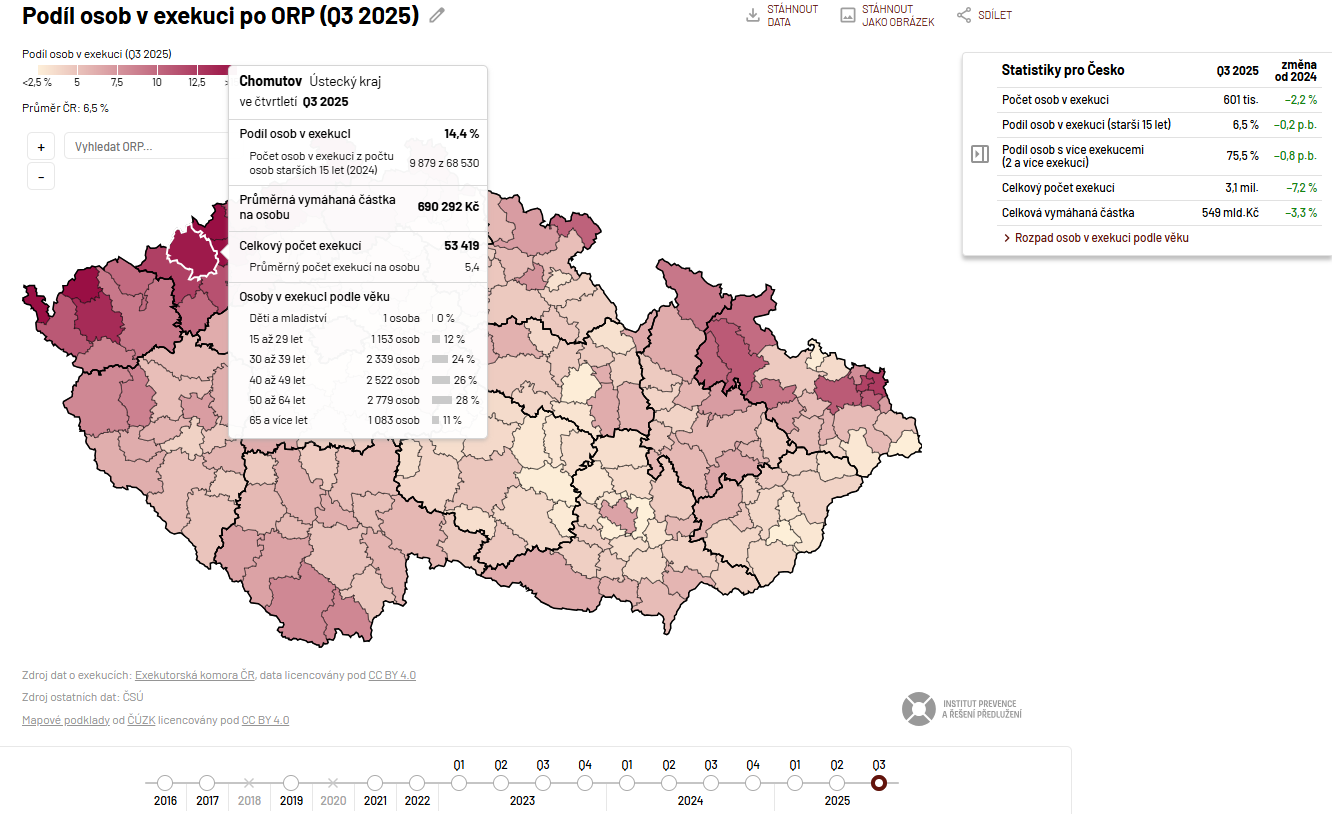 Podíl osob v exekuci po ORP (Q3 2025)
STÁHNOUT
DATA
STÁHNOUT
JAKO OBRÁZEK
SDÍLET
Podíl osob v exekuci (Q3 2025)
<2,5 % 5 7,5 10 12,5
Průměr ČR: 6,5 %
+
Vyhledat ORP…
−
Chomutov Ústecký kraj
ve čtvrtletí Q3 2025
Podíl osob v exekuci 14,4 %
Počet osob v exekuci z počtu
osob starších 15 let (2024) 9 879 z 68 530
Průměrná vymáhaná částka
na osobu 690 292 Kč
Celkový počet exekucí 53 419
Průměrný počet exekucí na osobu 5,4
Osoby v exekuci podle věku
Děti a mladiství 1 osoba 0 %
15 až 29 let 1 153 osob 12 %
30 až 39 let 2 339 osob 24 %
40 až 49 let 2 522 osob 26 %
50 až 64 let 2 779 osob 28 %
65 a více let 1 083 osob 11 %
Statistiky pro Česko Q3 2025 změna
od 2024
Počet osob v exekuci 601 tis. −2,2 %
Podíl osob v exekuci (starší 15 let) 6,5 % −0,2 p.b.
Podíl osob s více exekucemi
(2 a více exekucí) 75,5 % −0,8 p.b.
Celkový počet exekucí 3,1 mil. −7,2 %
Celková vymáhaná částka 549 mld.Kč −3,3 %
Rozpad osob v exekuci podle věku
Zdroj dat o exekucích: Exekutorská komora ČR, data licencovány pod CC BY 4.0
Zdroj ostatních dat: ČSÚ
Mapové podklady od ČÚZK licencovány pod CC BY 4.0
INSTITUT PREVENCE
A ŘEŠENÍ PŘEDLUŽENÍ
Q1 Q2 Q3 Q4 Q1 Q2 Q3 Q4 Q1 Q2 Q3
2016 2017 2018 2019 2020 2021 2022 2023 2024 2025